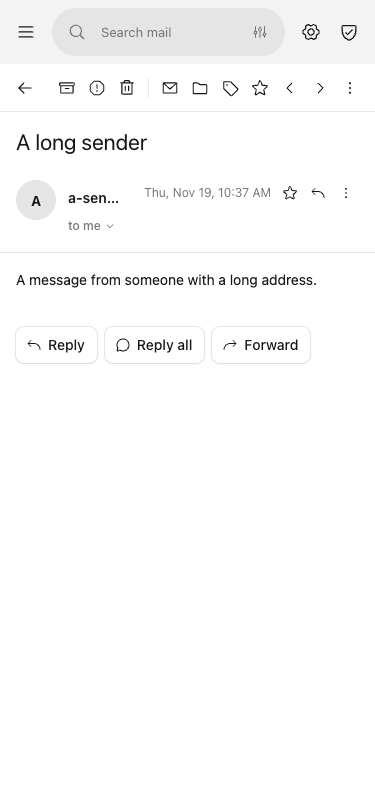 Search mail
A long sender
A
a-sen...
Thu, Nov 19, 10:37 AM
to me
A message from someone with a long address.
Reply
Reply all
Forward